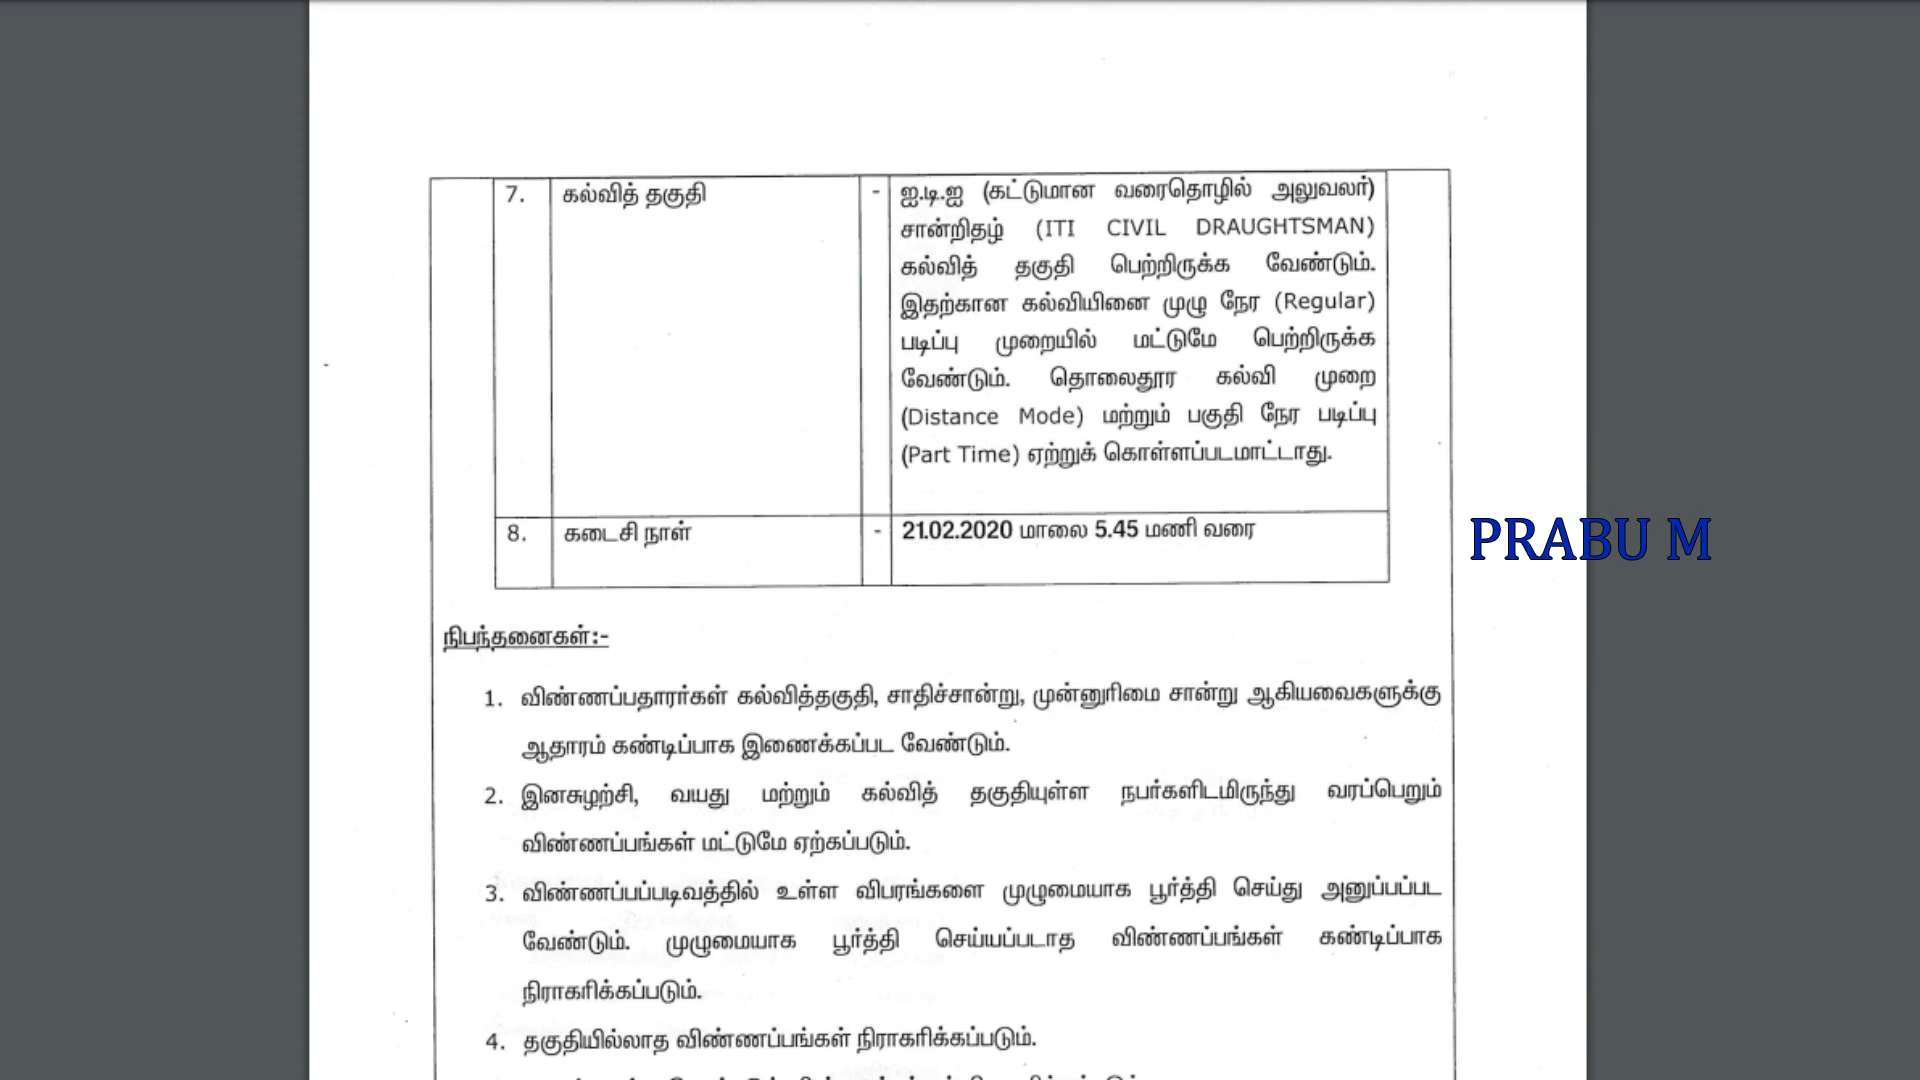 7. கல்வித் தகுதி - ஐ.டி.ஐ (கட்டுமான வரைதொழில் அலுவலர்)
சான்றிதழ் (ITI CIVIL DRAUGHTSMAN)
கல்வித் தகுதி பெற்றிருக்க வேண்டும்.
இதற்கான கல்வியினை முழு நேர (Regular)
படிப்பு முறையில் மட்டுமே பெற்றிருக்க
வேண்டும். தொலைதூர கல்வி முறை
(Distance Mode) மற்றும் பகுதி நேர படிப்பு
(Part Time) ஏற்றுக் கொள்ளப்படமாட்டாது.
8. கடைசி நாள் - 21.02.2020 மாலை 5.45 மணி வரை
PRABU M
நிபந்தனைகள்:-
1. விண்ணப்பதாரர்கள் கல்வித்தகுதி, சாதிச்சான்று, முன்னுரிமை சான்று ஆகியவைகளுக்கு
ஆதாரம் கண்டிப்பாக இணைக்கப்பட வேண்டும்.
2. இனசுழற்சி, வயது மற்றும் கல்வித் தகுதியுள்ள நபர்களிடமிருந்து வரப்பெறும்
விண்ணப்பங்கள் மட்டுமே ஏற்கப்படும்.
3. விண்ணப்பப்படிவத்தில் உள்ள விபரங்களை முழுமையாக பூர்த்தி செய்து அனுப்பப்பட
வேண்டும். முழுமையாக பூர்த்தி செய்யப்படாத விண்ணப்பங்கள் கண்டிப்பாக
நிராகரிக்கப்படும்.
4. தகுதியில்லாத விண்ணப்பங்கள் நிராகரிக்கப்படும்.